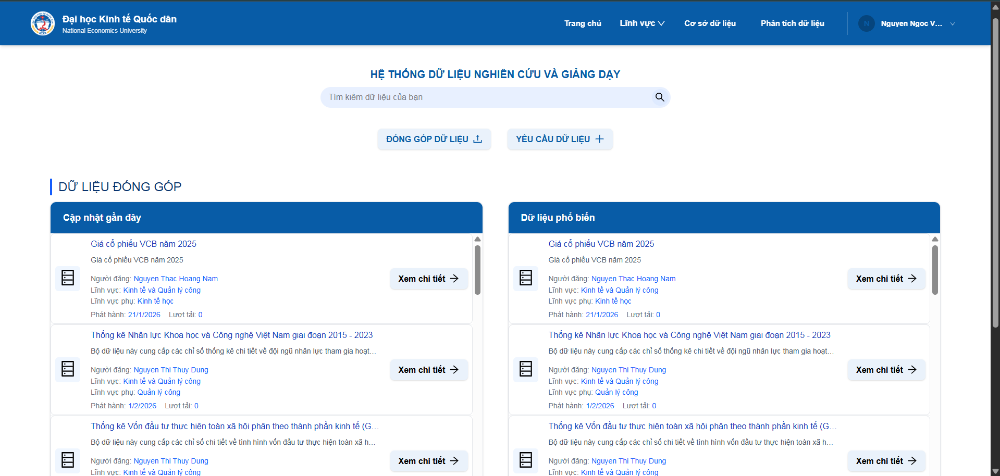 Đại học Kinh tế Quốc dân
National Economics University
Trang chủ
Lĩnh vực
Cơ sở dữ liệu
Phân tích dữ liệu
N
Nguyen Ngoc V...
HỆ THỐNG DỮ LIỆU NGHIÊN CỨU VÀ GIẢNG DẠY
Tìm kiếm dữ liệu của bạn
ĐÓNG GÓP DỮ LIỆU
YÊU CẦU DỮ LIỆU
DỮ LIỆU ĐÓNG GÓP
Cập nhật gần đây
Giá cổ phiếu VCB năm 2025
Giá cổ phiếu VCB năm 2025
Người đăng: Nguyen Thac Hoang Nam
Lĩnh vực: Kinh tế và Quản lý công
Lĩnh vực phụ: Kinh tế học
Phát hành: 21/1/2026 Lượt tải: 0
Xem chi tiết
Thống kê Nhân lực Khoa học và Công nghệ Việt Nam giai đoạn 2015 - 2023
Bộ dữ liệu này cung cấp các chỉ số thống kê chi tiết về đội ngũ nhân lực tham gia hoạt...
Người đăng: Nguyen Thi Thuy Dung
Lĩnh vực: Kinh tế và Quản lý công
Lĩnh vực phụ: Quản lý công
Phát hành: 1/2/2026 Lượt tải: 0
Xem chi tiết
Thống kê Vốn đầu tư thực hiện toàn xã hội phân theo thành phần kinh tế (G...
Bộ dữ liệu này cung cấp các chỉ số chi tiết về tình hình vốn đầu tư thực hiện toàn xã h...
Người đăng: Nguyen Thi Thuy Dung
Lĩnh vực: Kinh tế và Quản lý công
Xem chi tiết
Dữ liệu phổ biến
Giá cổ phiếu VCB năm 2025
Giá cổ phiếu VCB năm 2025
Người đăng: Nguyen Thac Hoang Nam
Lĩnh vực: Kinh tế và Quản lý công
Lĩnh vực phụ: Kinh tế học
Phát hành: 21/1/2026 Lượt tải: 0
Xem chi tiết
Thống kê Nhân lực Khoa học và Công nghệ Việt Nam giai đoạn 2015 - 2023
Bộ dữ liệu này cung cấp các chỉ số thống kê chi tiết về đội ngũ nhân lực tham gia hoạt...
Người đăng: Nguyen Thi Thuy Dung
Lĩnh vực: Kinh tế và Quản lý công
Lĩnh vực phụ: Quản lý công
Phát hành: 1/2/2026 Lượt tải: 0
Xem chi tiết
Thống kê Vốn đầu tư thực hiện toàn xã hội phân theo thành phần kinh tế (G...
Bộ dữ liệu này cung cấp các chỉ số chi tiết về tình hình vốn đầu tư thực hiện toàn xã h...
Người đăng: Nguyen Thi Thuy Dung
Lĩnh vực: Kinh tế và Quản lý công
Xem chi tiết